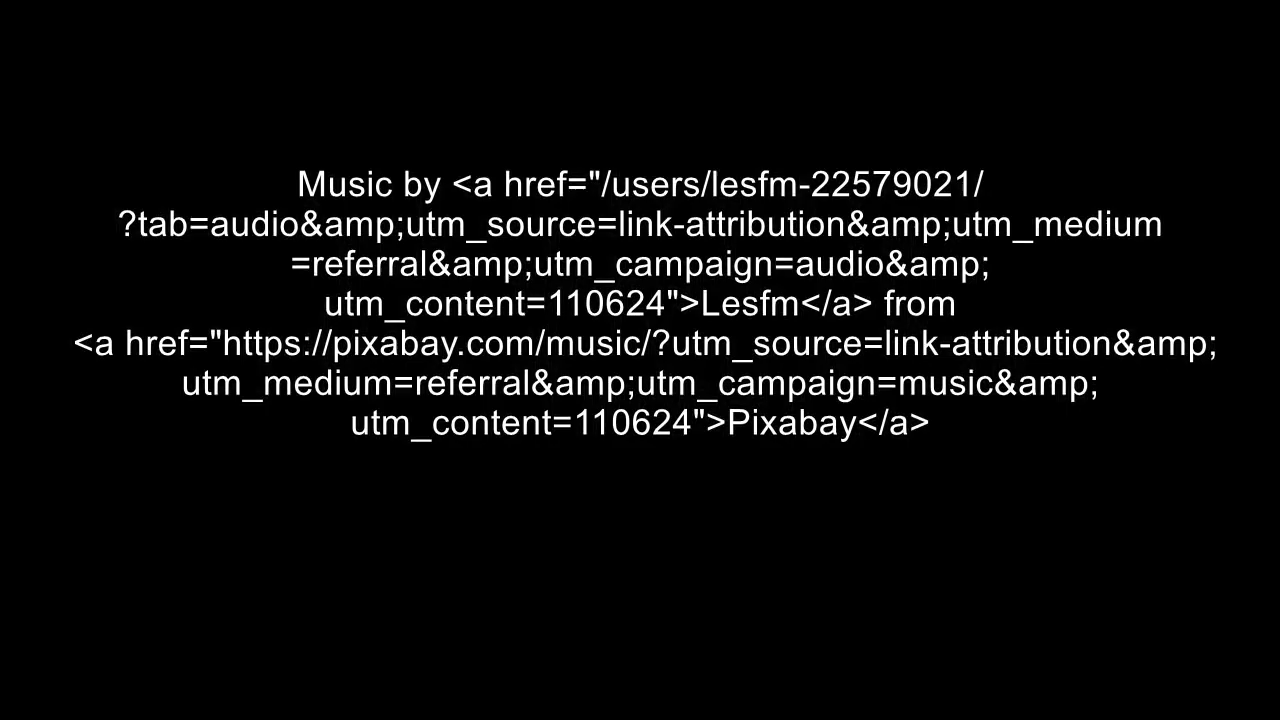 Music by <a href="/users/lesfm-22579021/
?tab=audio&amp;utm_source=link-attribution&amp;utm_medium
=referral&amp;utm_campaign=audio&amp;
utm_content=110624">Lesfm</a> from
<a href="https://pixabay.com/music/?utm_source=link-attribution&amp;
utm_medium=referral&amp;utm_campaign=music&amp;
utm_content=110624">Pixabay</a>